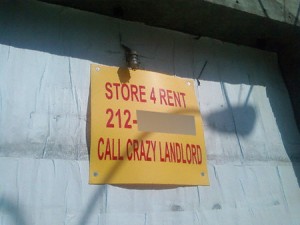 STORE 4 RENT
212-
CALL CRAZY LANDLORD